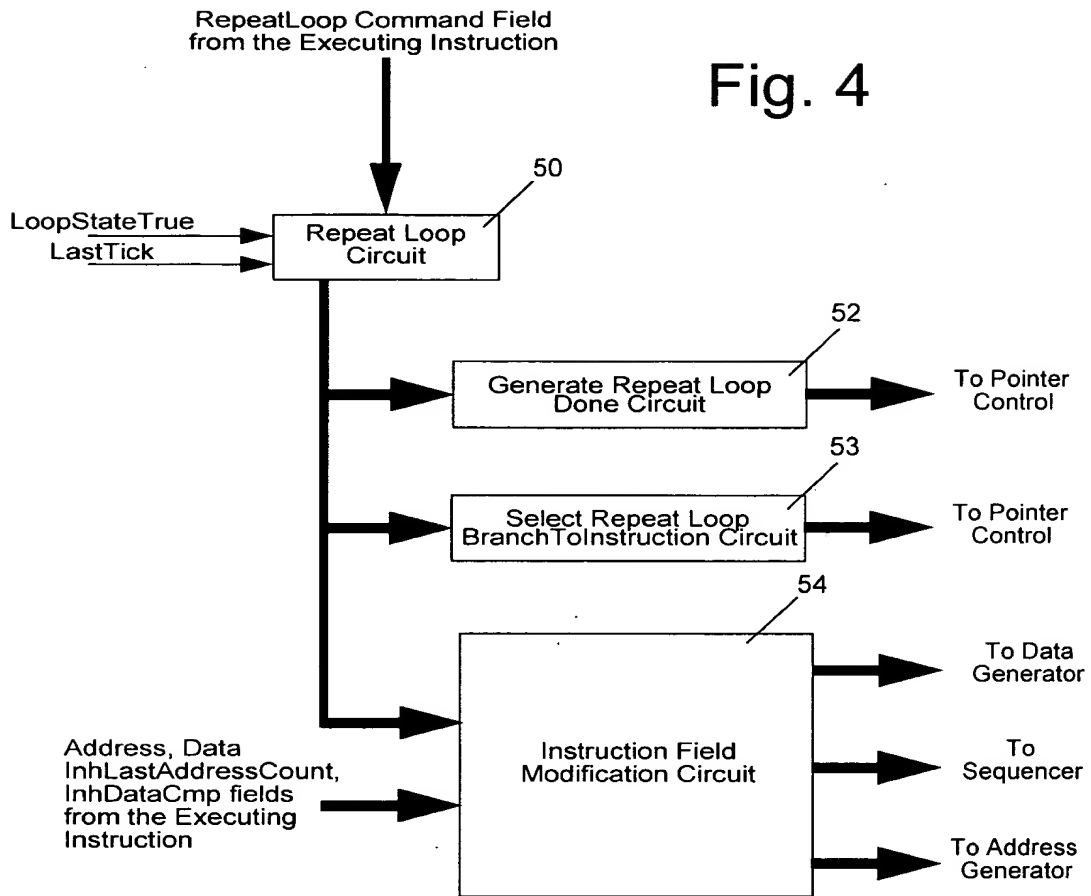 RepeatLoop Command Field
from the Executing Instruction
Fig. 4
50
LoopStateTrue
LastTick
Repeat Loop
Circuit
52
Generate Repeat Loop
Done Circuit
To Pointer
Control
53
Select Repeat Loop
BranchToInstruction Circuit
To Pointer
Control
54
To Data
Generator
Address, Data
InhLastAddressCount,
InhDataCmp fields
from the Executing
Instruction
Instruction Field
Modification Circuit
To
Sequencer
To Address
Generator